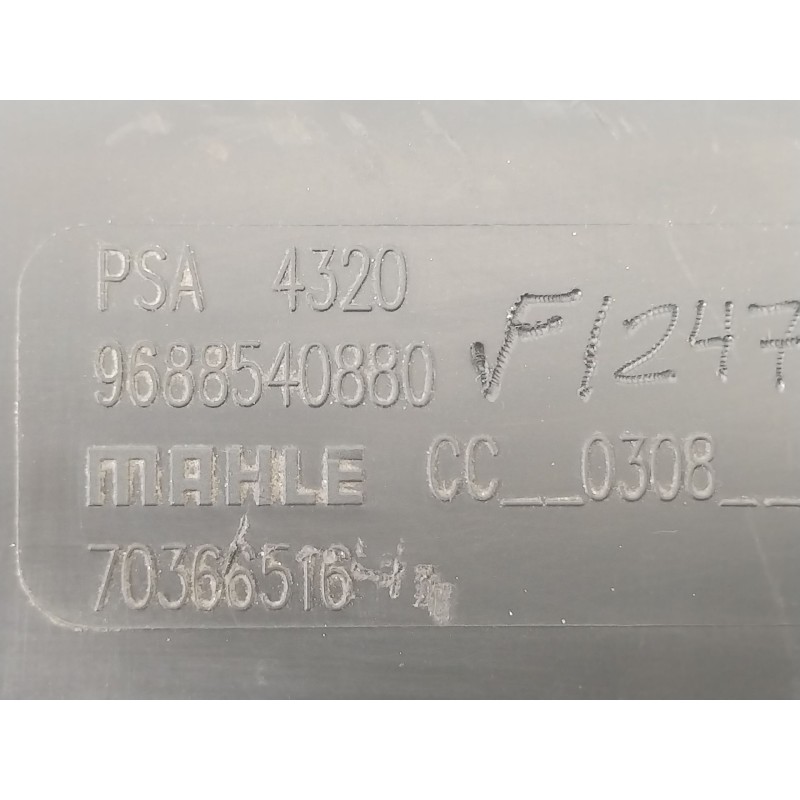 PSA 4320
9688540880
√F1247
MAHLE CC__0308__
70366516